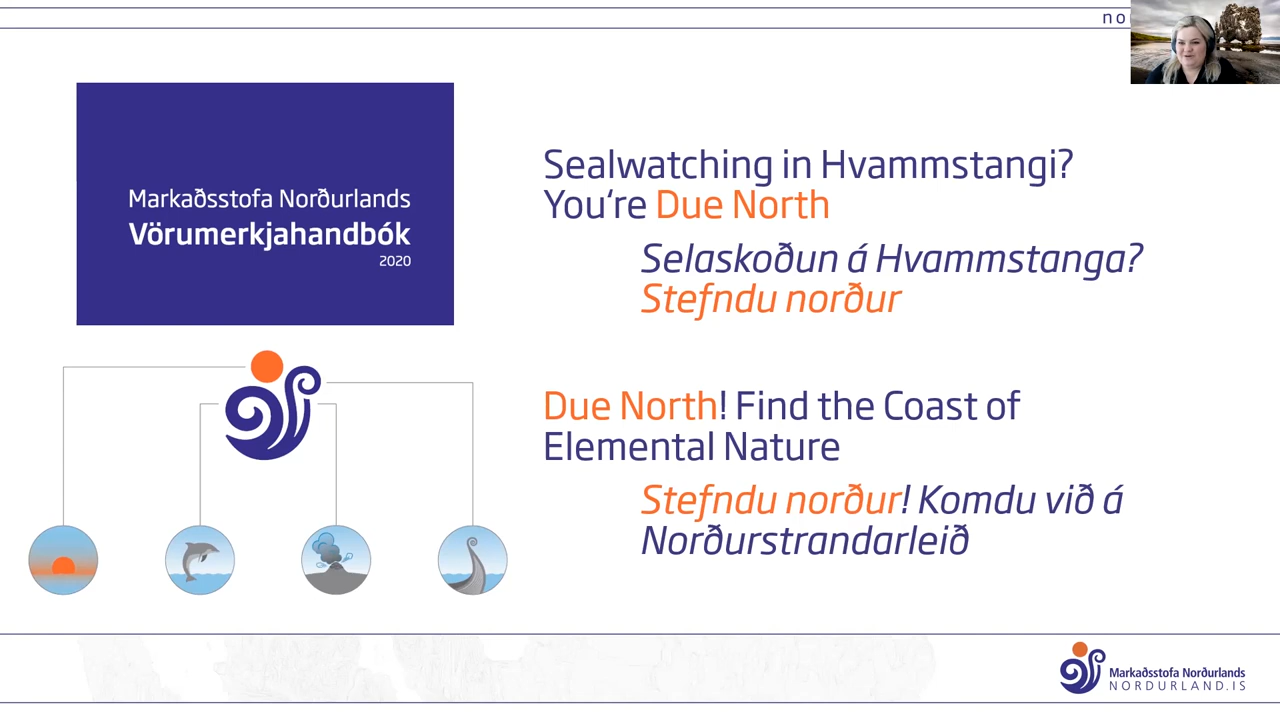 no
Markaðsstofa Norðurlands
Vörumerkjahandbók
2020
Sealwatching in Hvammstangi?
You‘re Due North
Selaskoðun á Hvammstanga?
Stefndu norður
Due North! Find the Coast of
Elemental Nature
Stefndu norður! Komdu við á
Norðurstrandarleið
Markaðsstofa Norðurlands
NORDURLAND.IS